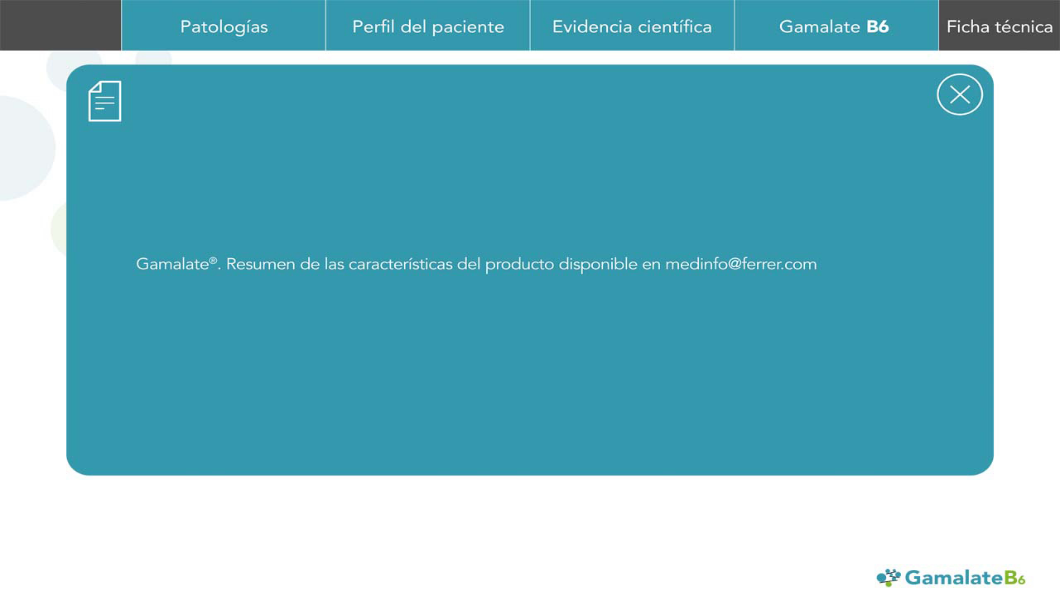 Patologías
Perfil del paciente
Evidencia científica
Gamalate B6
Ficha técnica
Gamalate®. Resumen de las características del producto disponible en medinfo@ferrer.com
GamalateB6